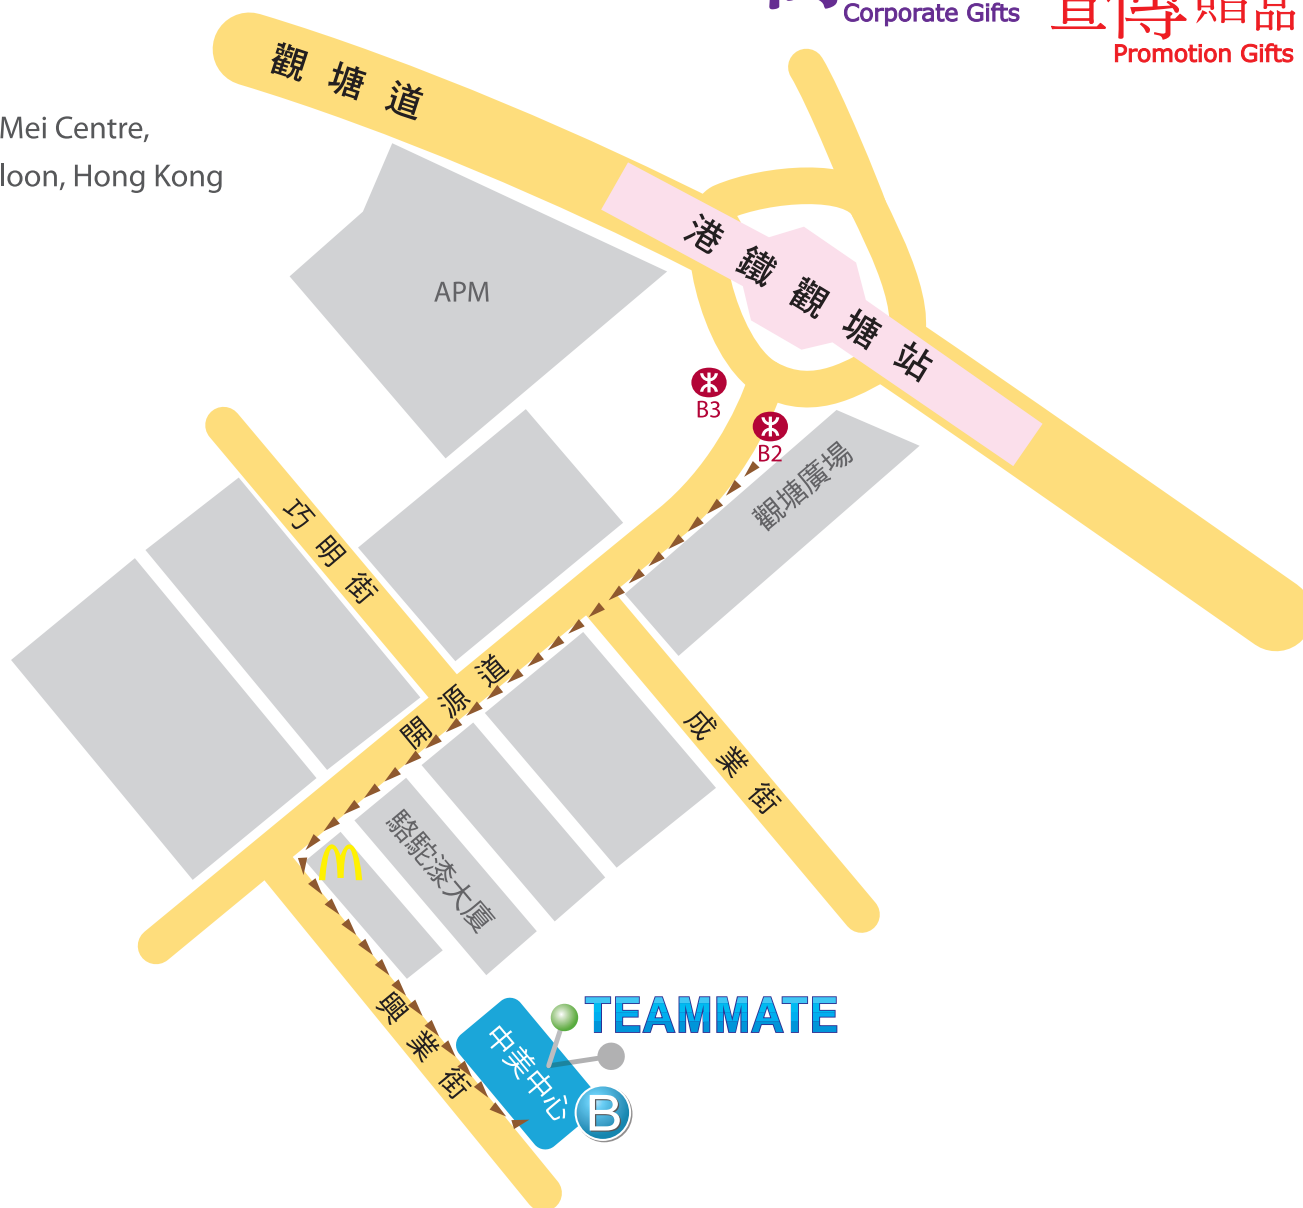 Corporate Gifts
宣傳贈品
Promotion Gifts
觀塘道
Mei Centre,
loon, Hong Kong
港鐵觀塘站
APM
B3
B2
觀塘廣場
巧明街
開源道
成業街
駱駝漆大廈
興業街
TEAMMATE
中美中心
B